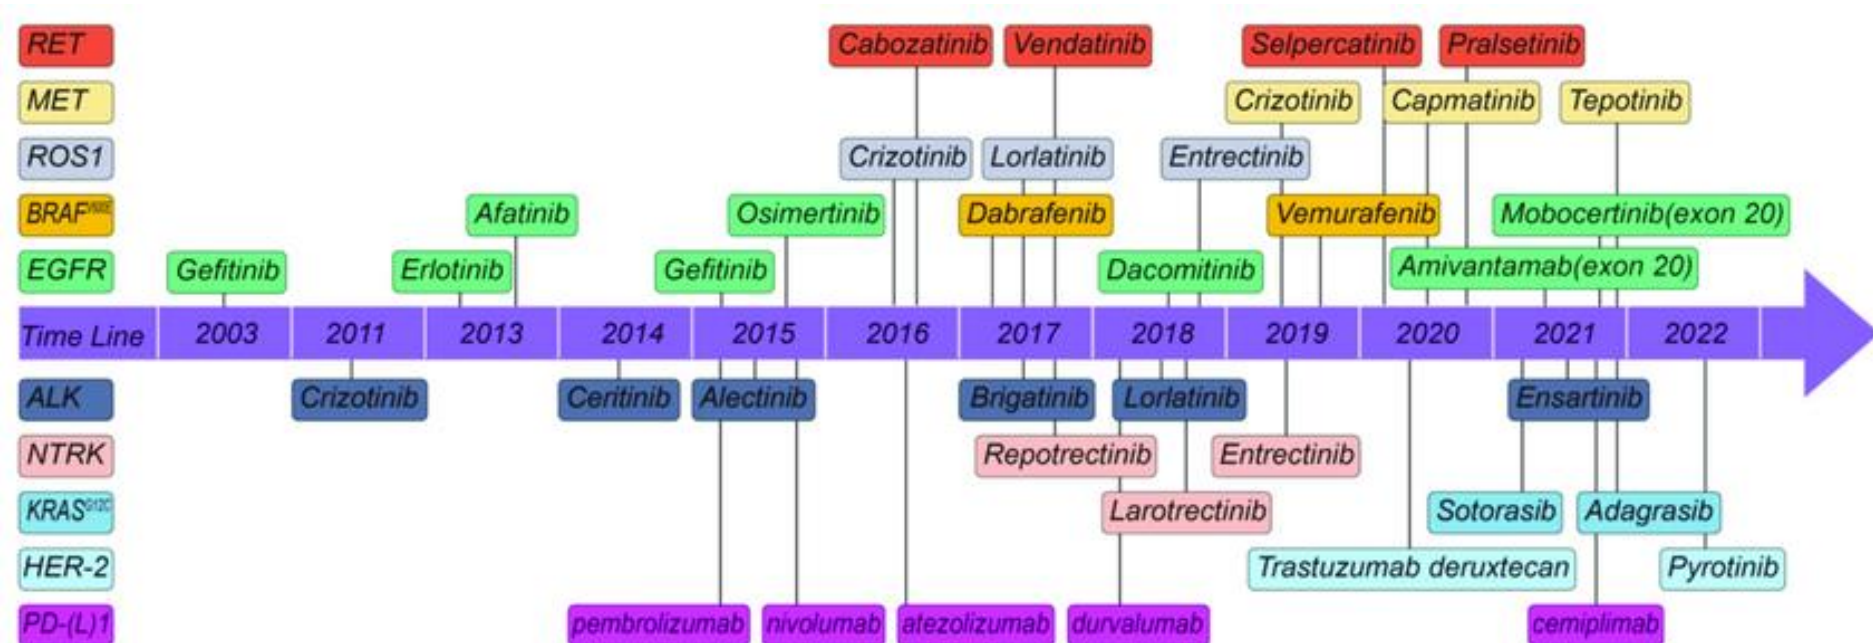 RET Cabozatinib Vendatinib Selpercatinib Pralsetinib
MET Crizotinib Capmatinib Tepotinib
ROS1 Crizotinib Lorlatinib Entrectinib
BRAFV600E Dabrafenib Vemurafenib
Afatinib Osimertinib Mobocertinib(exon 20)
EGFR Gefitinib Erlotinib Gefitinib Dacomitinib Amivantamab(exon 20)
Time Line 2003 2011 2013 2014 2015 2016 2017 2018 2019 2020 2021 2022
ALK Crizotinib Ceritinib Alectinib Brigatinib Lorlatinib Ensartinib
NTRK Repotrectinib Entrectinib
Larotrectinib
KRASG12C Sotorasib Adagrasib
HER-2 Trastuzumab deruxtecan Pyrotinib
PD-(L)1 pembrolizumab nivolumab atezolizumab durvalumab cemiplimab